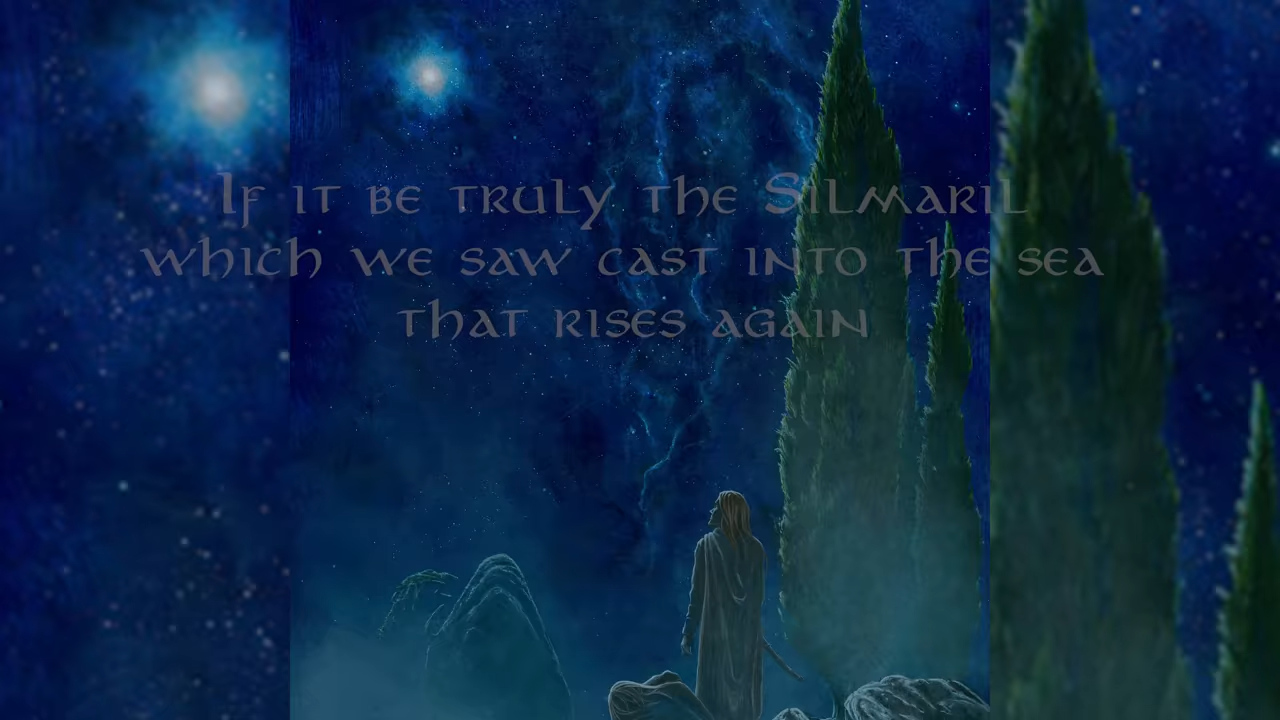 If it be truly the Silmaril
which we saw cast into the sea
that rises again